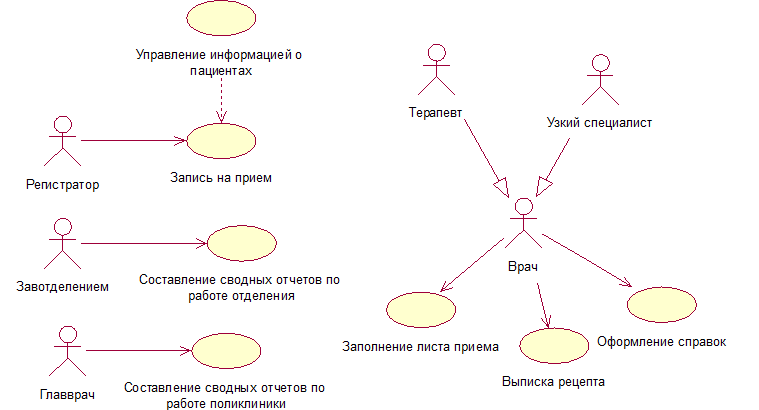 Управление информацией о
пациентах
Терапевт
Узкий специалист
Запись на прием
Регистратор
Врач
Завотделением
Составление сводных отчетов по
работе отделения
Заполнение листа приема
Оформление справок
Выписка рецепта
Главврач
Составление сводных отчетов по
работе поликлиники